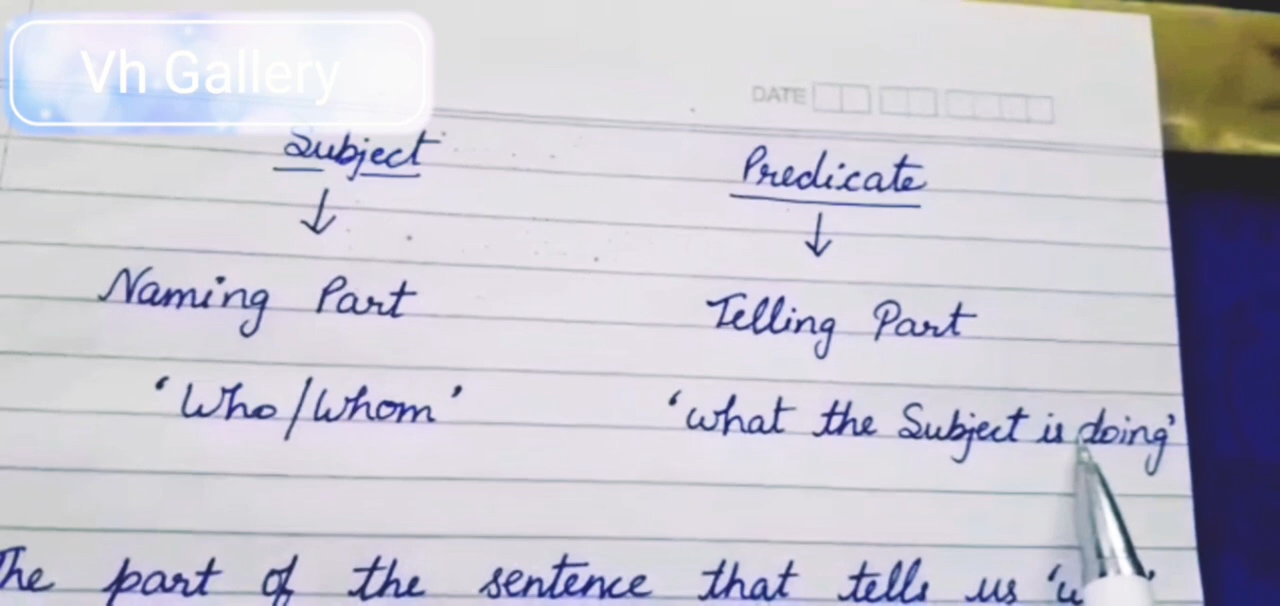 Vh Gallery
DATE
Subject Predicate
↓ ↓
Naming Part Telling Part
'Who/Whom' 'what the Subject is doing'
The part of the sentence that tells us